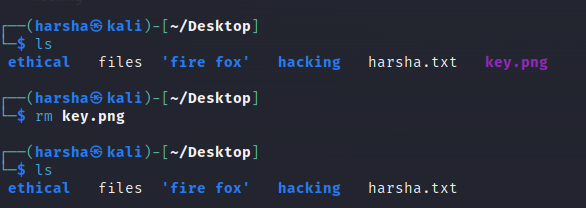 ┌──(harsha㉿kali)-[~/Desktop]
└─$ ls
ethical files 'fire fox' hacking harsha.txt key.png
┌──(harsha㉿kali)-[~/Desktop]
└─$ rm key.png
┌──(harsha㉿kali)-[~/Desktop]
└─$ ls
ethical files 'fire fox' hacking harsha.txt